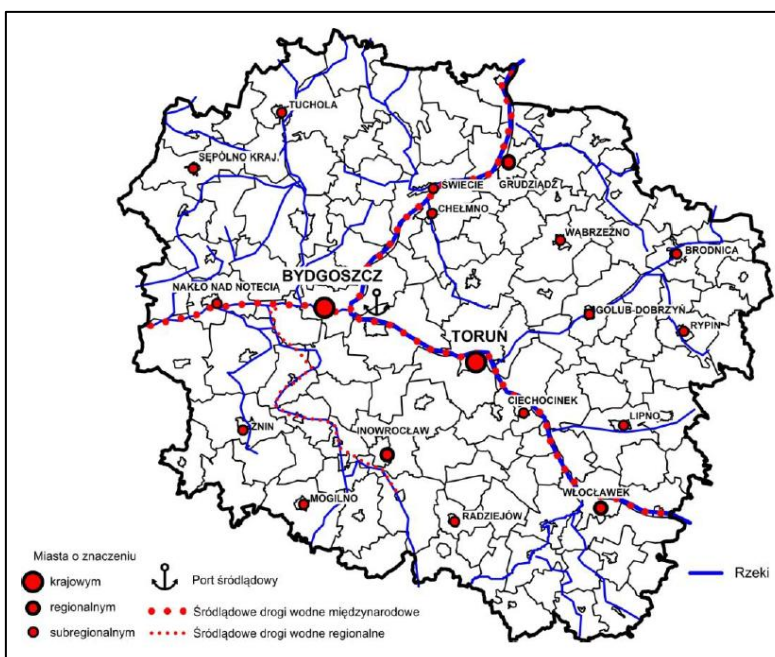 TUCHOLA
SĘPÓLNO KRAJ.
ŚWIECIE
GRUDZIĄDZ
CHEŁMNO
WĄBRZEŹNO
BRODNICA
BYDGOSZCZ
NAKŁO NAD NOTECIĄ
GOLUB-DOBRZYŃ
RYPIN
TORUŃ
CIECHOCINEK
LIPNO
ŻNIN
INOWROCŁAW
WŁOCŁAWEK
MOGILNO
RADZIEJÓW
Miasta o znaczeniu
krajowym
regionalnym
subregionalnym
Port śródlądowy
Śródlądowe drogi wodne międzynarodowe
Śródlądowe drogi wodne regionalne
Rzeki